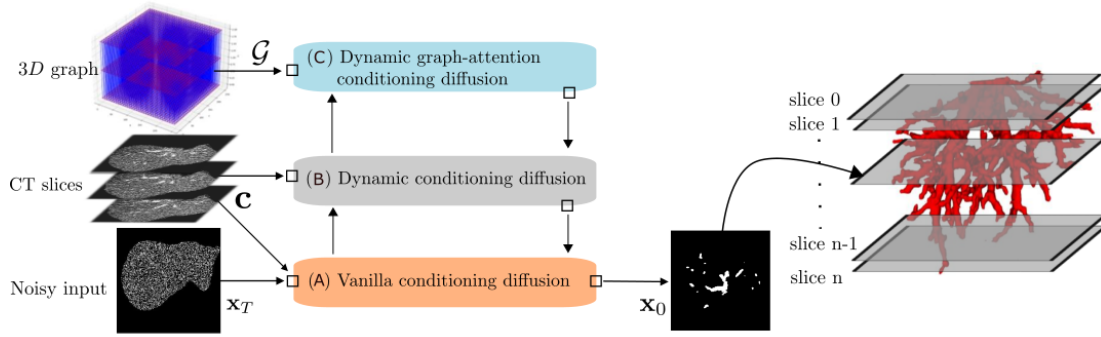 3D graph
𝒢
(C) Dynamic graph-attention
conditioning diffusion
CT slices
C
(B) Dynamic conditioning diffusion
Noisy input
x_T
(A) Vanilla conditioning diffusion
x_0
slice 0
slice 1
slice n-1
slice n